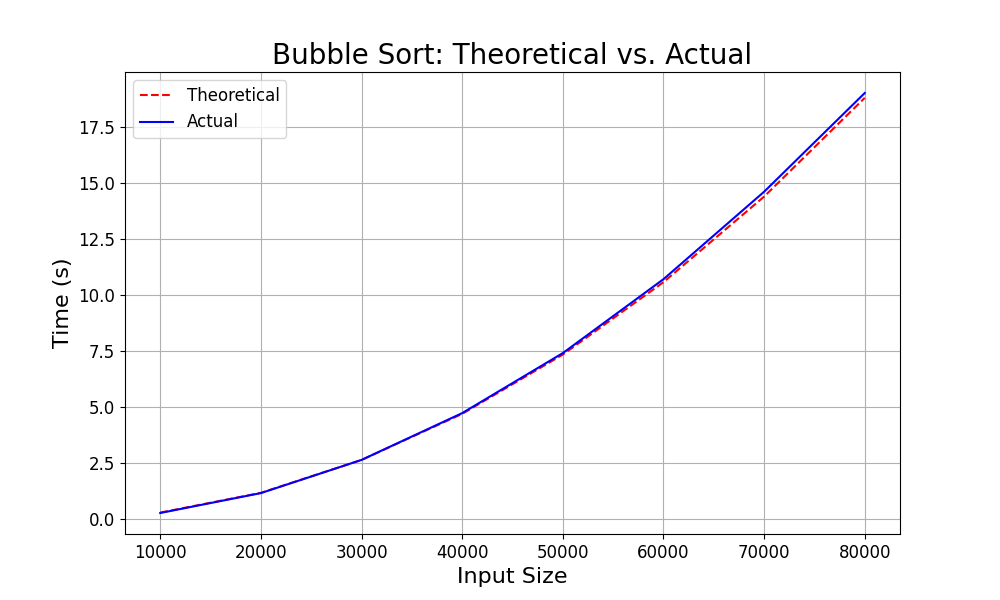 Bubble Sort: Theoretical vs. Actual
Theoretical
Actual
Time (s)
17.5
15.0
12.5
10.0
7.5
5.0
2.5
0.0
10000 20000 30000 40000 50000 60000 70000 80000
Input Size